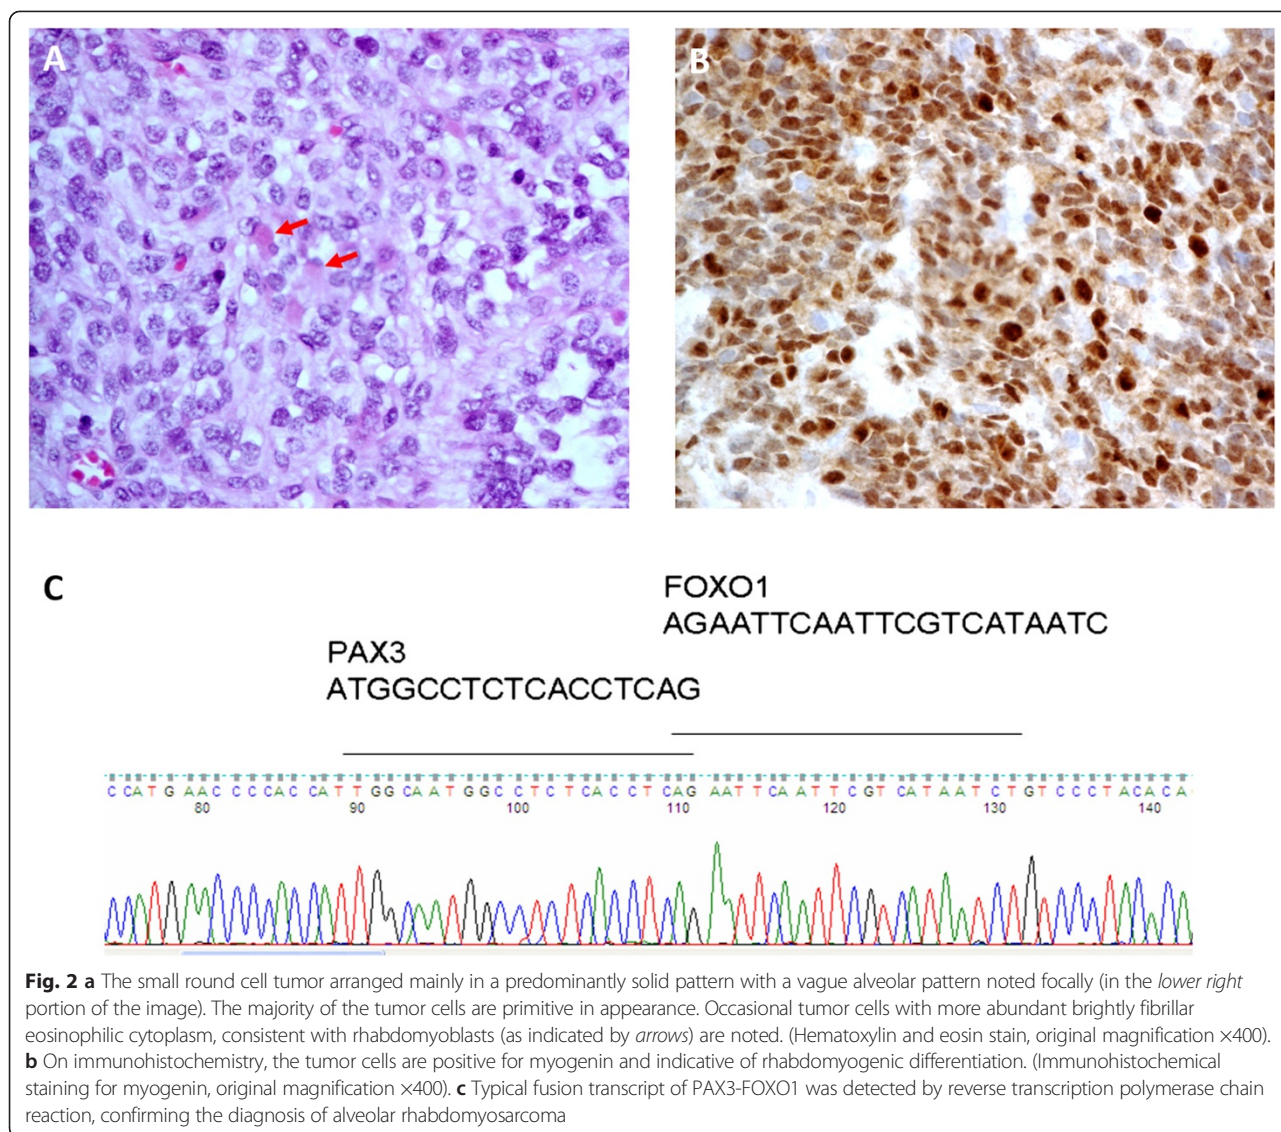 A
B
C
FOXO1
AGAATTCAATTCGTCATAATC
PAX3
ATGGCCTCTCACCTCAG
CCATGAACCCCACCATTGGCAATGGCCTCTCACCTCAGAATTCAATTCGTCATAATCTGTCCCTACACA
80 90 100 110 120 130 140
Fig. 2 a The small round cell tumor arranged mainly in a predominantly solid pattern with a vague alveolar pattern noted focally (in the lower right
portion of the image). The majority of the tumor cells are primitive in appearance. Occasional tumor cells with more abundant brightly fibrillar
eosinophilic cytoplasm, consistent with rhabdomyoblasts (as indicated by arrows) are noted. (Hematoxylin and eosin stain, original magnification ×400).
b On immunohistochemistry, the tumor cells are positive for myogenin and indicative of rhabdomyogenic differentiation. (Immunohistochemical
staining for myogenin, original magnification ×400). c Typical fusion transcript of PAX3-FOXO1 was detected by reverse transcription polymerase chain
reaction, confirming the diagnosis of alveolar rhabdomyosarcoma